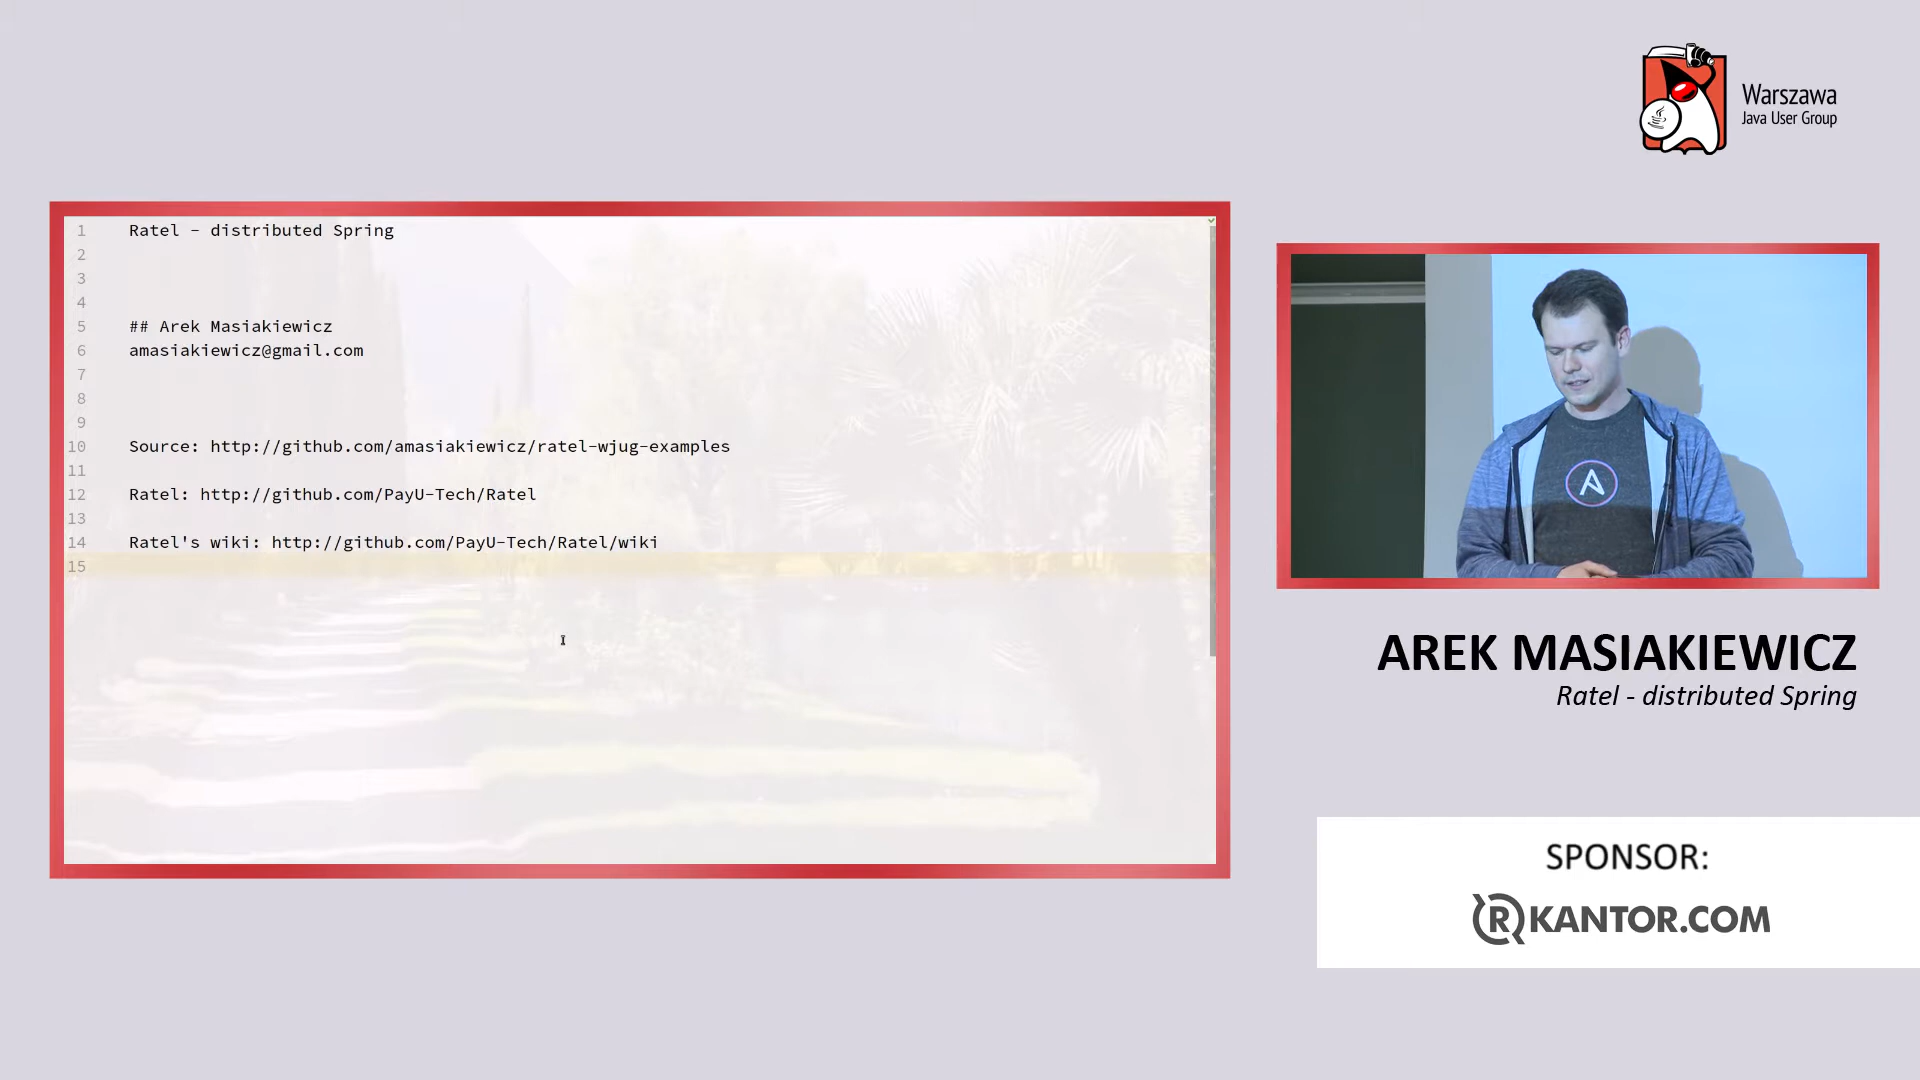 Warszawa
Java User Group
1 Ratel - distributed Spring
2
3
4
5 ## Arek Masiakiewicz
6 amasiakiewicz@gmail.com
7
8
9
10 Source: http://github.com/amasiakiewicz/ratel-wjug-examples
11
12 Ratel: http://github.com/PayU-Tech/Ratel
13
14 Ratel's wiki: http://github.com/PayU-Tech/Ratel/wiki
15
A
AREK MASIAKIEWICZ
Ratel - distributed Spring
SPONSOR:
RKANTOR.COM